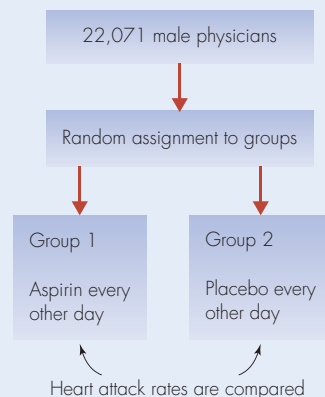 22,071 male physicians
Random assignment to groups
Group 1
Aspirin every
other day
Group 2
Placebo every
other day
Heart attack rates are compared